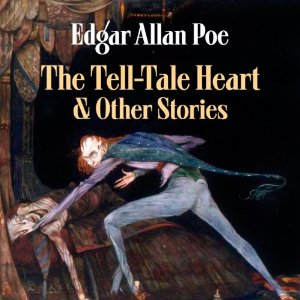 Edgar Allan Poe
The Tell-Tale Heart
& Other Stories